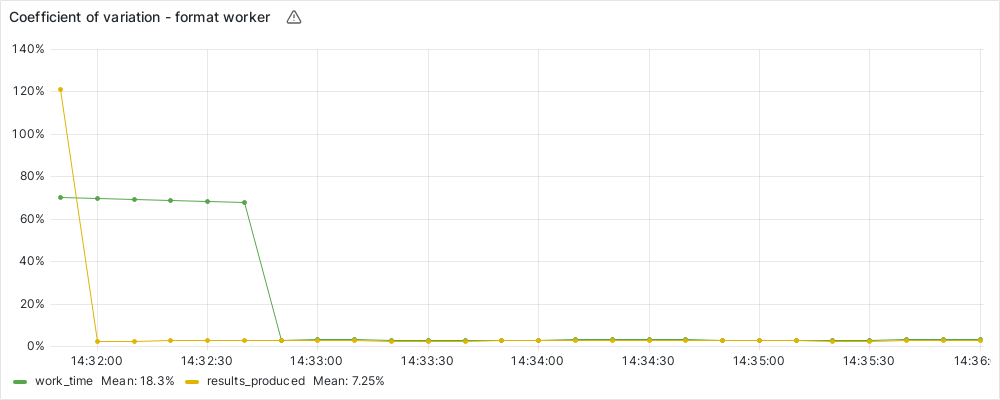 Coefficient of variation - format worker
140%
120%
100%
80%
60%
40%
20%
0%
14:32:00 14:32:30 14:33:00 14:33:30 14:34:00 14:34:30 14:35:00 14:35:30 14:36:
work_time Mean: 18.3% results_produced Mean: 7.25%